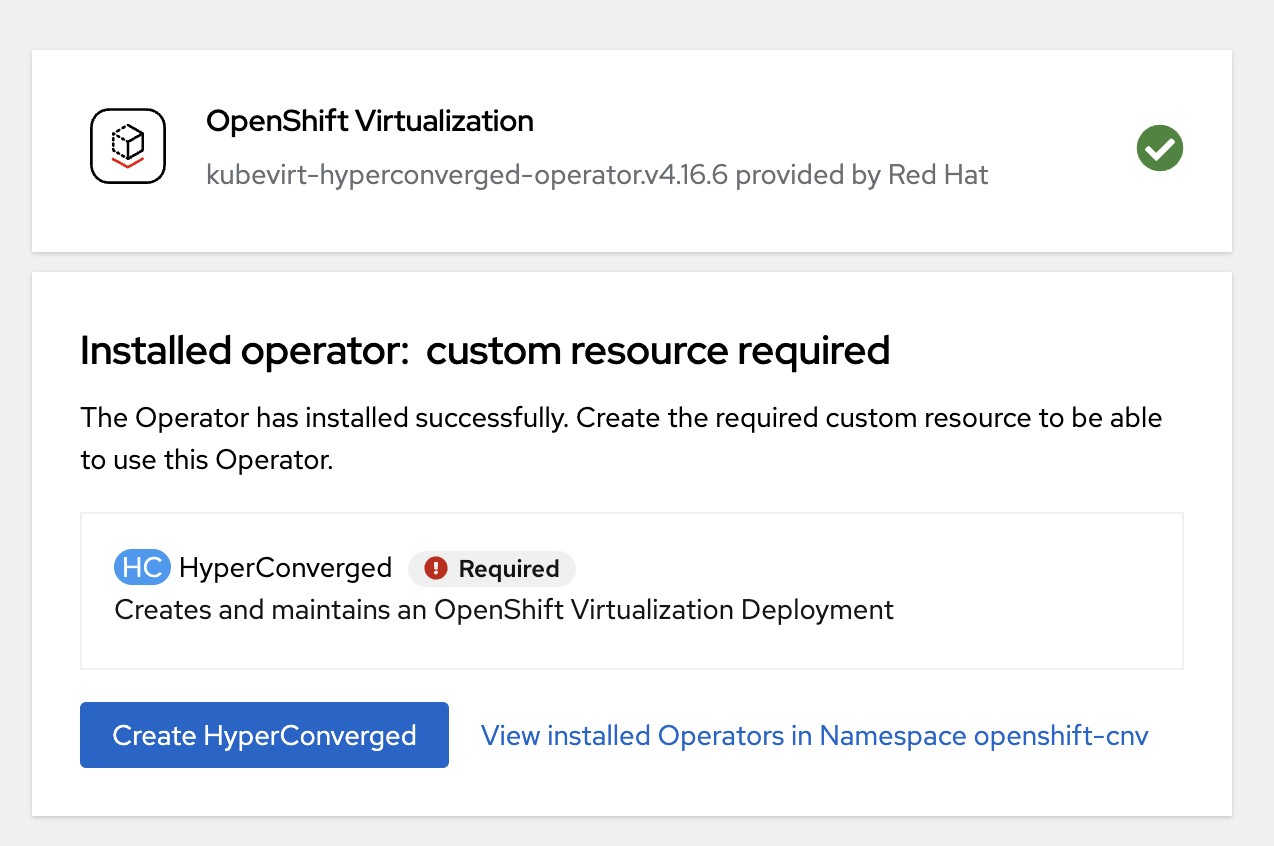 OpenShift Virtualization
kubevirt-hyperconverged-operator.v4.16.6 provided by Red Hat
Installed operator: custom resource required
The Operator has installed successfully. Create the required custom resource to be able
to use this Operator.
HC HyperConverged Required
Creates and maintains an OpenShift Virtualization Deployment
Create HyperConverged View installed Operators in Namespace openshift-cnv